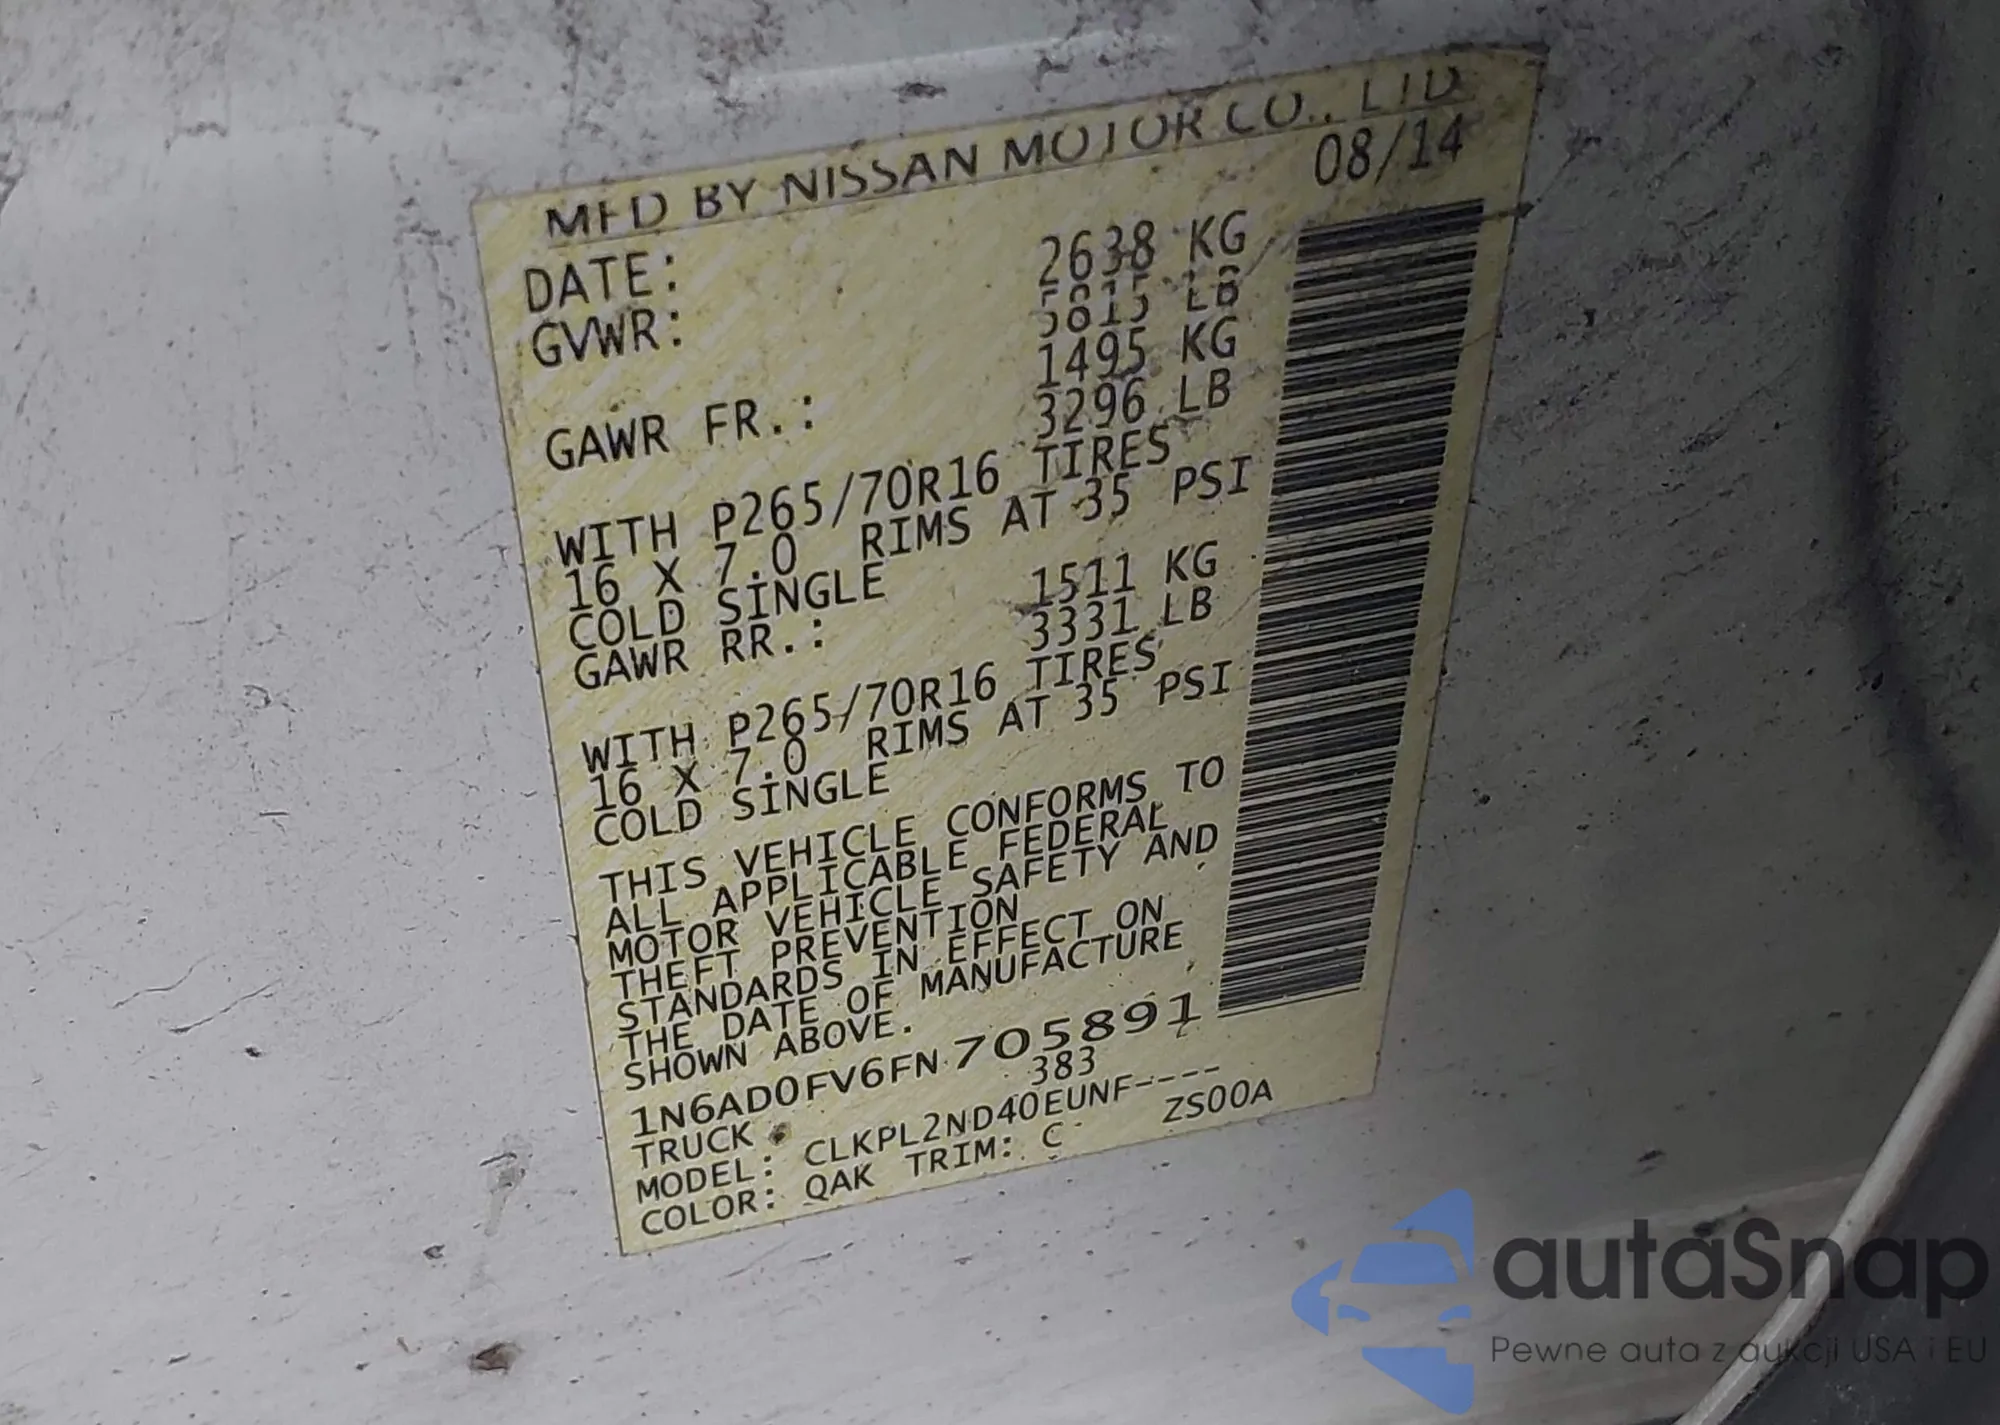 MFD BY NISSAN MOTOR CO., LTD
DATE: 08/14
GVWR: 2638 KG
5815 LB
GAWR FR.: 1495 KG
3296 LB
WITH P265/70R16 TIRES
16 X 7.0 RIMS AT 35 PSI
COLD SINGLE
GAWR RR.: 1511 KG
3331 LB
WITH P265/70R16 TIRES
16 X 7.0 RIMS AT 35 PSI
COLD SINGLE
THIS VEHICLE CONFORMS TO
ALL APPLICABLE FEDERAL
MOTOR VEHICLE SAFETY AND
THEFT PREVENTION
STANDARDS IN EFFECT ON
THE DATE OF MANUFACTURE
SHOWN ABOVE.
1N6AD0FV6FN705891
TRUCK 383
MODEL: CLKPL2ND40EUNF----
COLOR: QAK TRIM: C ZS00A
autaSnap
Pewne auta z aukcji USA i EU